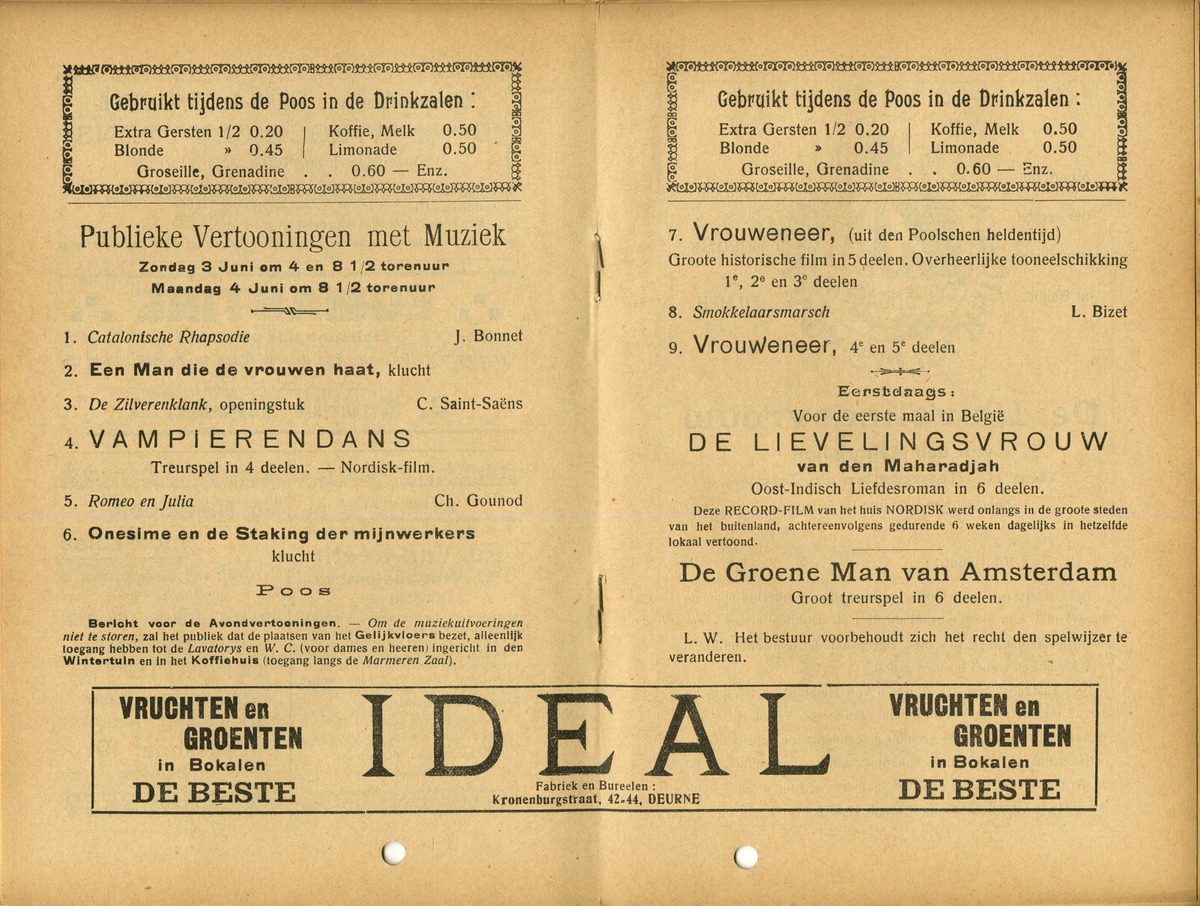 Gebruikt tijdens de Poos in de Drinkzalen :
Extra Gersten 1/2 0.20 | Koffie, Melk 0.50
Blonde » 0.45 | Limonade 0.50
Groseille, Grenadine . . 0.60 — Enz.
Publieke Vertooningen met Muziek
Zondag 3 Juni om 4 en 8 1/2 torenuur
Maandag 4 Juni om 8 1/2 torenuur
1. Catalonische Rhapsodie J. Bonnet
2. Een Man die de vrouwen haat, klucht
3. De Zilverenklank, openingstuk C. Saint-Saëns
4. VAMPIERENDANS
Treurspel in 4 deelen. — Nordisk-film.
5. Romeo en Julia Ch. Gounod
6. Onesime en de Staking der mijnwerkers
klucht
Poos
Bericht voor de Avondvertooningen. — Om de muziekuitvoeringen
niet te storen, zal het publiek dat de plaatsen van het Gelijkvloers bezet, alleenlijk
toegang hebben tot de Lavatorys en W. C. (voor dames en heeren) ingericht in den
Wintertuin en in het Koffiehuis (toegang langs de Marmeren Zaal).
Gebruikt tijdens de Poos in de Drinkzalen :
Extra Gersten 1/2 0.20 | Koffie, Melk 0.50
Blonde » 0.45 | Limonade 0.50
Groseille, Grenadine . . 0.60 — Enz.
7. Vrouweneer, (uit den Poolschen heldentijd)
Groote historische film in 5 deelen. Overheerlijke tooneelschikking
1e, 2e en 3e deelen
8. Smokkelaarsmarsch L. Bizet
9. Vrouweneer, 4e en 5e deelen
Eerstdaags :
Voor de eerste maal in België
DE LIEVELINGSVROUW
van den Maharadjah
Oost-Indisch Liefdesroman in 6 deelen.
Deze RECORD-FILM van het huis NORDISK werd onlangs in de groote steden
van het buitenland, achtereenvolgens gedurende 6 weken dagelijks in hetzelfde
lokaal vertoond.
De Groene Man van Amsterdam
Groot treurspel in 6 deelen.
L. W. Het bestuur voorbehoudt zich het recht den spelwijzer te
veranderen.
VRUCHTEN en
GROENTEN
in Bokalen
DE BESTE
IDEAL
Fabriek en Bureelen :
Kronenburgstraat, 42-44, DEURNE
VRUCHTEN en
GROENTEN
in Bokalen
DE BESTE